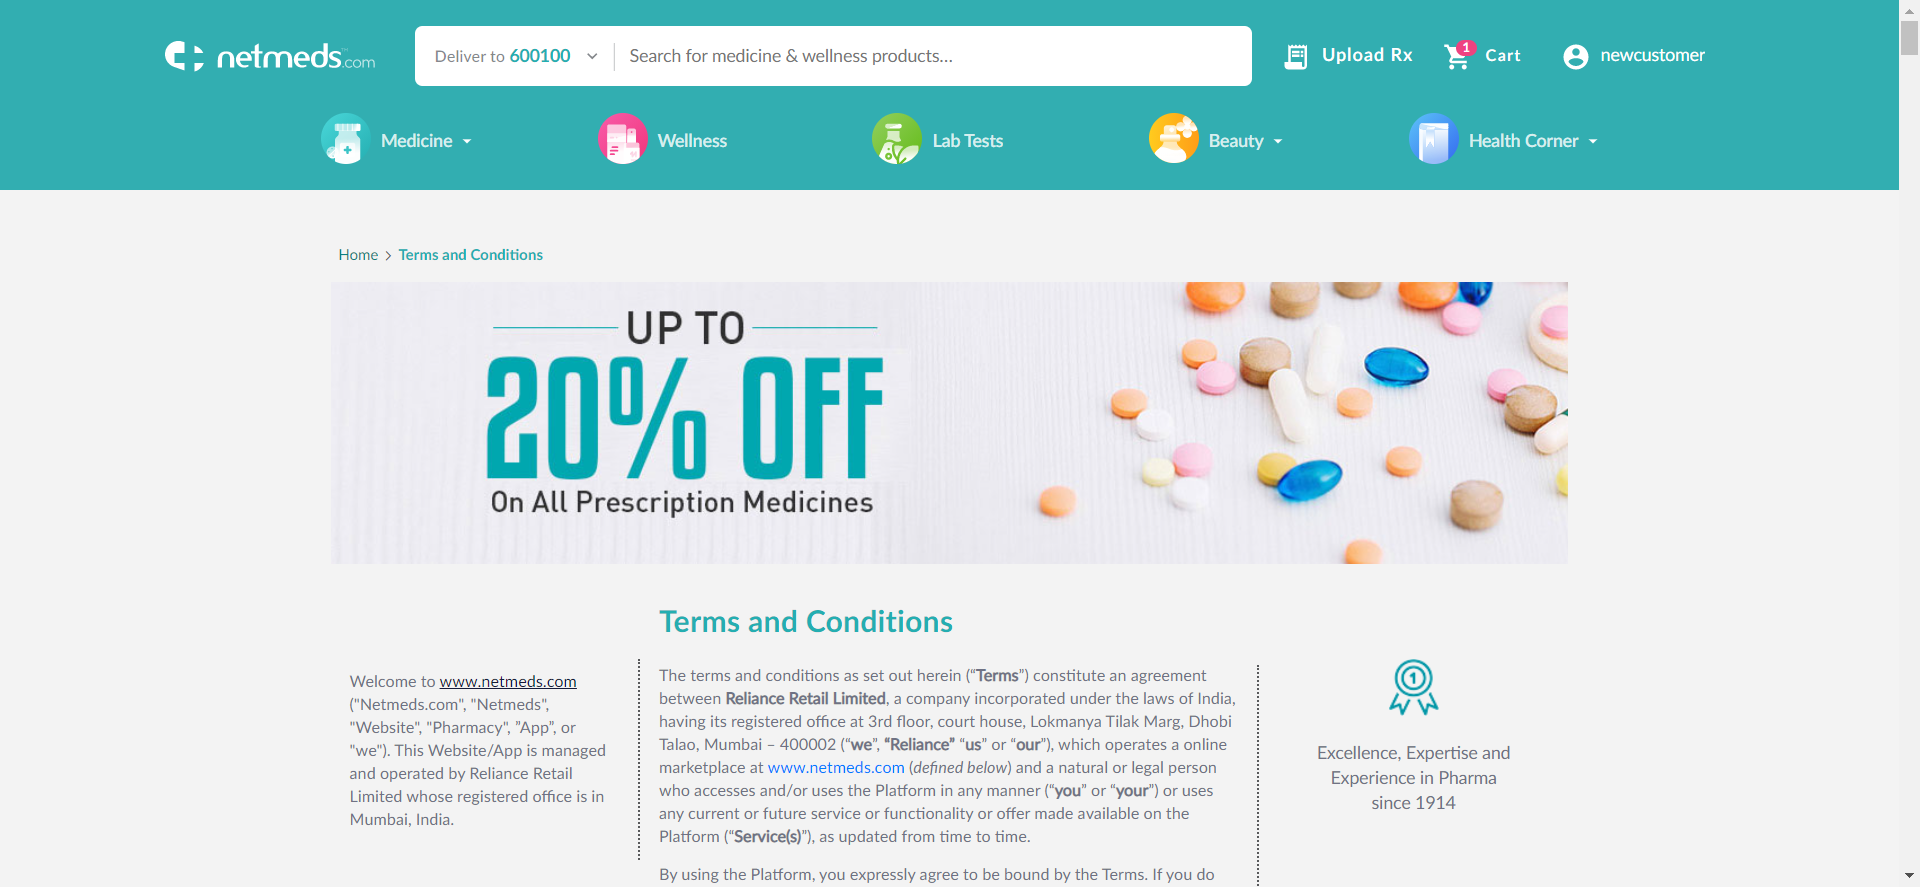 netmeds.com
Deliver to 600100
Search for medicine & wellness products...
Upload Rx
1
Cart
newcustomer
Medicine
Wellness
Lab Tests
Beauty
Health Corner
Home > Terms and Conditions
UP TO
20% OFF
On All Prescription Medicines
Terms and Conditions
Welcome to www.netmeds.com
("Netmeds.com", "Netmeds",
"Website", "Pharmacy", ”App”, or
"we"). This Website/App is managed
and operated by Reliance Retail
Limited whose registered office is in
Mumbai, India.
The terms and conditions as set out herein (“Terms”) constitute an agreement
between Reliance Retail Limited, a company incorporated under the laws of India,
having its registered office at 3rd floor, court house, Lokmanya Tilak Marg, Dhobi
Talao, Mumbai – 400002 (“we”, “Reliance” “us” or “our”), which operates a online
marketplace at www.netmeds.com (defined below) and a natural or legal person
who accesses and/or uses the Platform in any manner (“you” or “your”) or uses
any current or future service or functionality or offer made available on the
Platform (“Service(s)”), as updated from time to time.
By using the Platform, you expressly agree to be bound by the Terms. If you do
1
Excellence, Expertise and
Experience in Pharma
since 1914